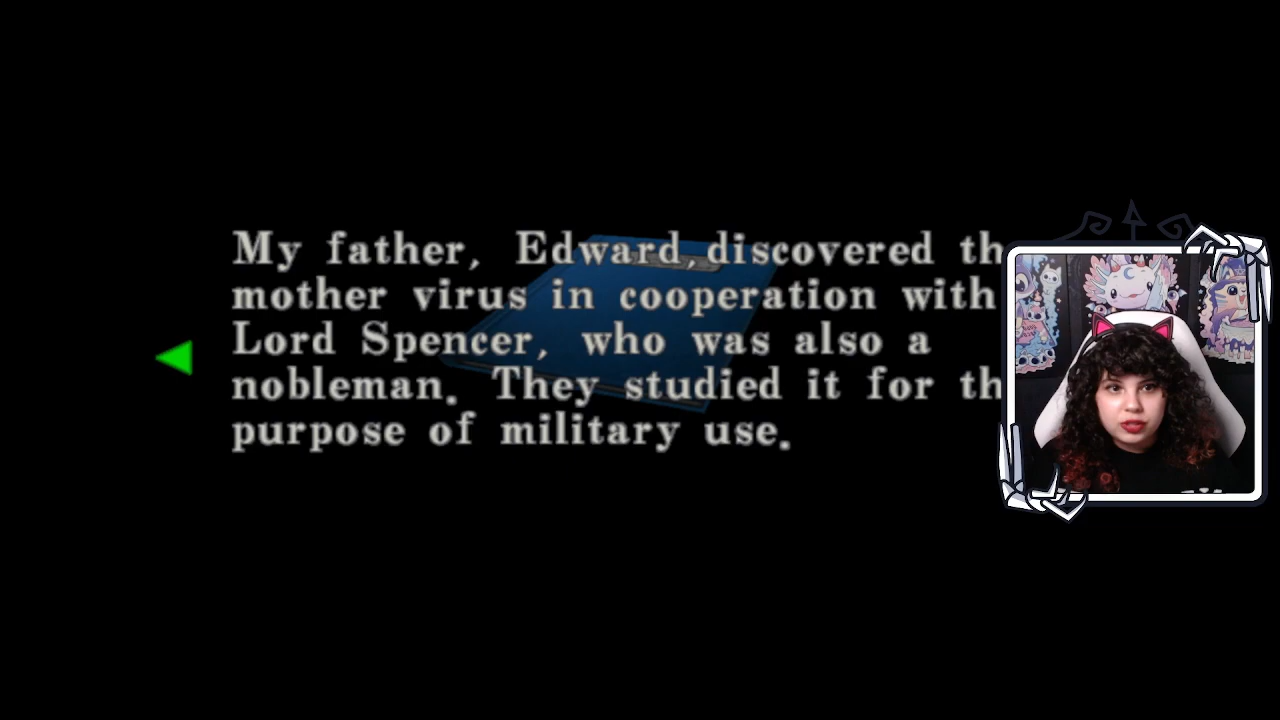 My father, Edward, discovered th
mother virus in cooperation with
Lord Spencer, who was also a
nobleman. They studied it for th
purpose of military use.